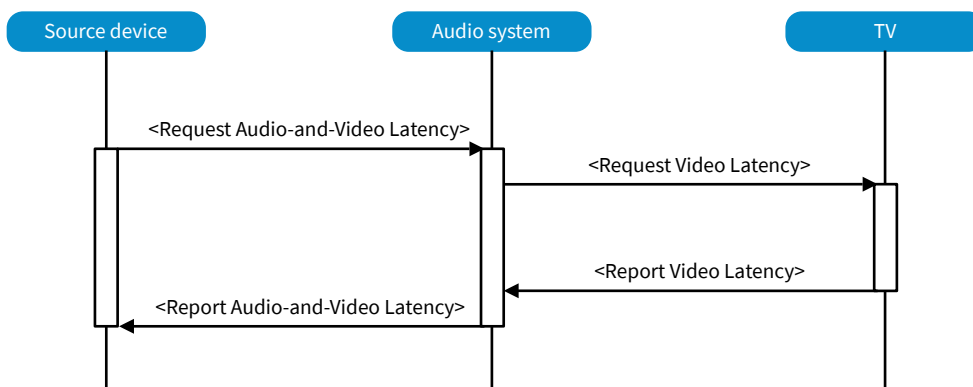 Source device
Audio system
TV
<Request Audio-and-Video Latency>
<Request Video Latency>
<Report Video Latency>
<Report Audio-and-Video Latency>